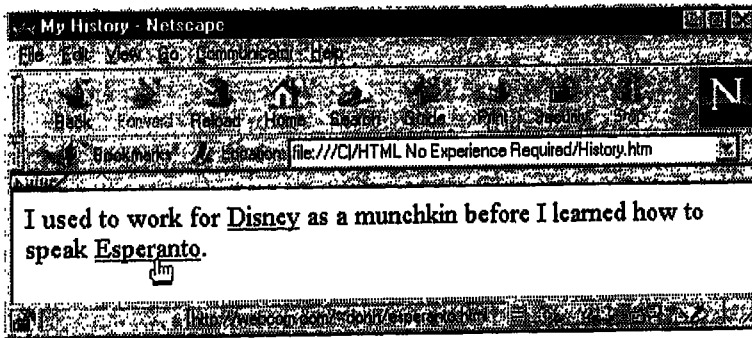 My History - Netscape
File Edit View Go Communicator Help
Back Forward Reload Home Search Guide Print Security Stop N
Bookmarks Location: file:///C|/HTML No Experience Required/History.htm
I used to work for Disney as a munchkin before I learned how to
speak Esperanto.